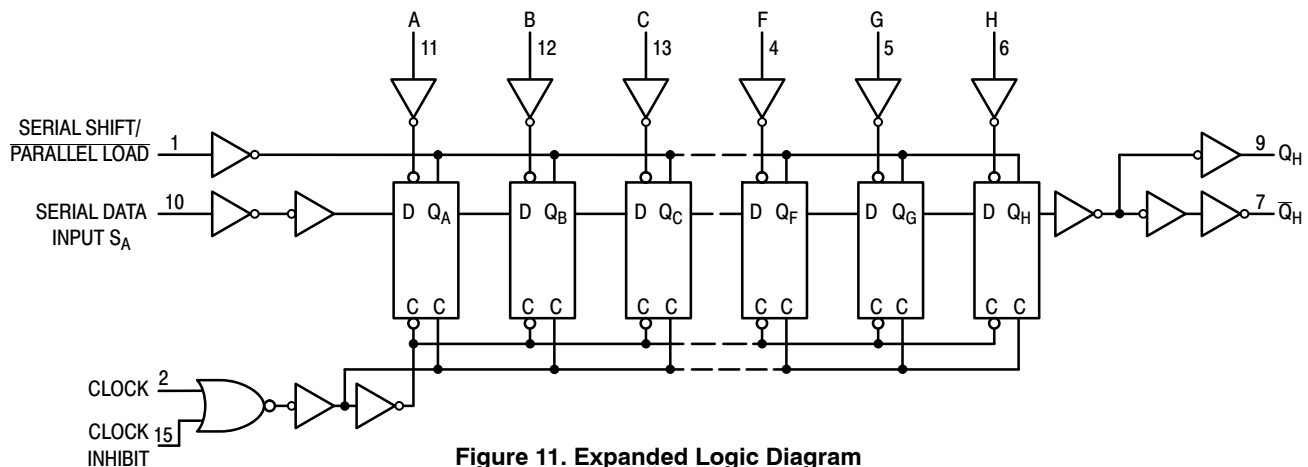 A B C F G H
11 12 13 4 5 6
SERIAL SHIFT/
PARALLEL LOAD 1
9 QH
SERIAL DATA
INPUT SA 10
D QA D QB D QC D QF D QG D QH
7 Q̅H
C C C C C C C C C C C C
CLOCK 2
CLOCK
INHIBIT 15
Figure 11. Expanded Logic Diagram